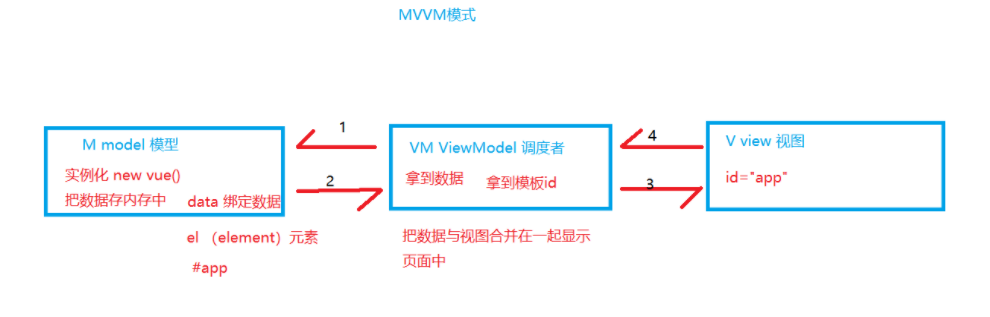 MVVM模式
1
4
M model 模型
VM ViewModel 调度者
V view 视图
实例化 new vue()
2
拿到数据
拿到模板id
3
id="app"
把数据存内存中
data 绑定数据
el （element）元素
把数据与视图合并在一起显示
页面中
#app